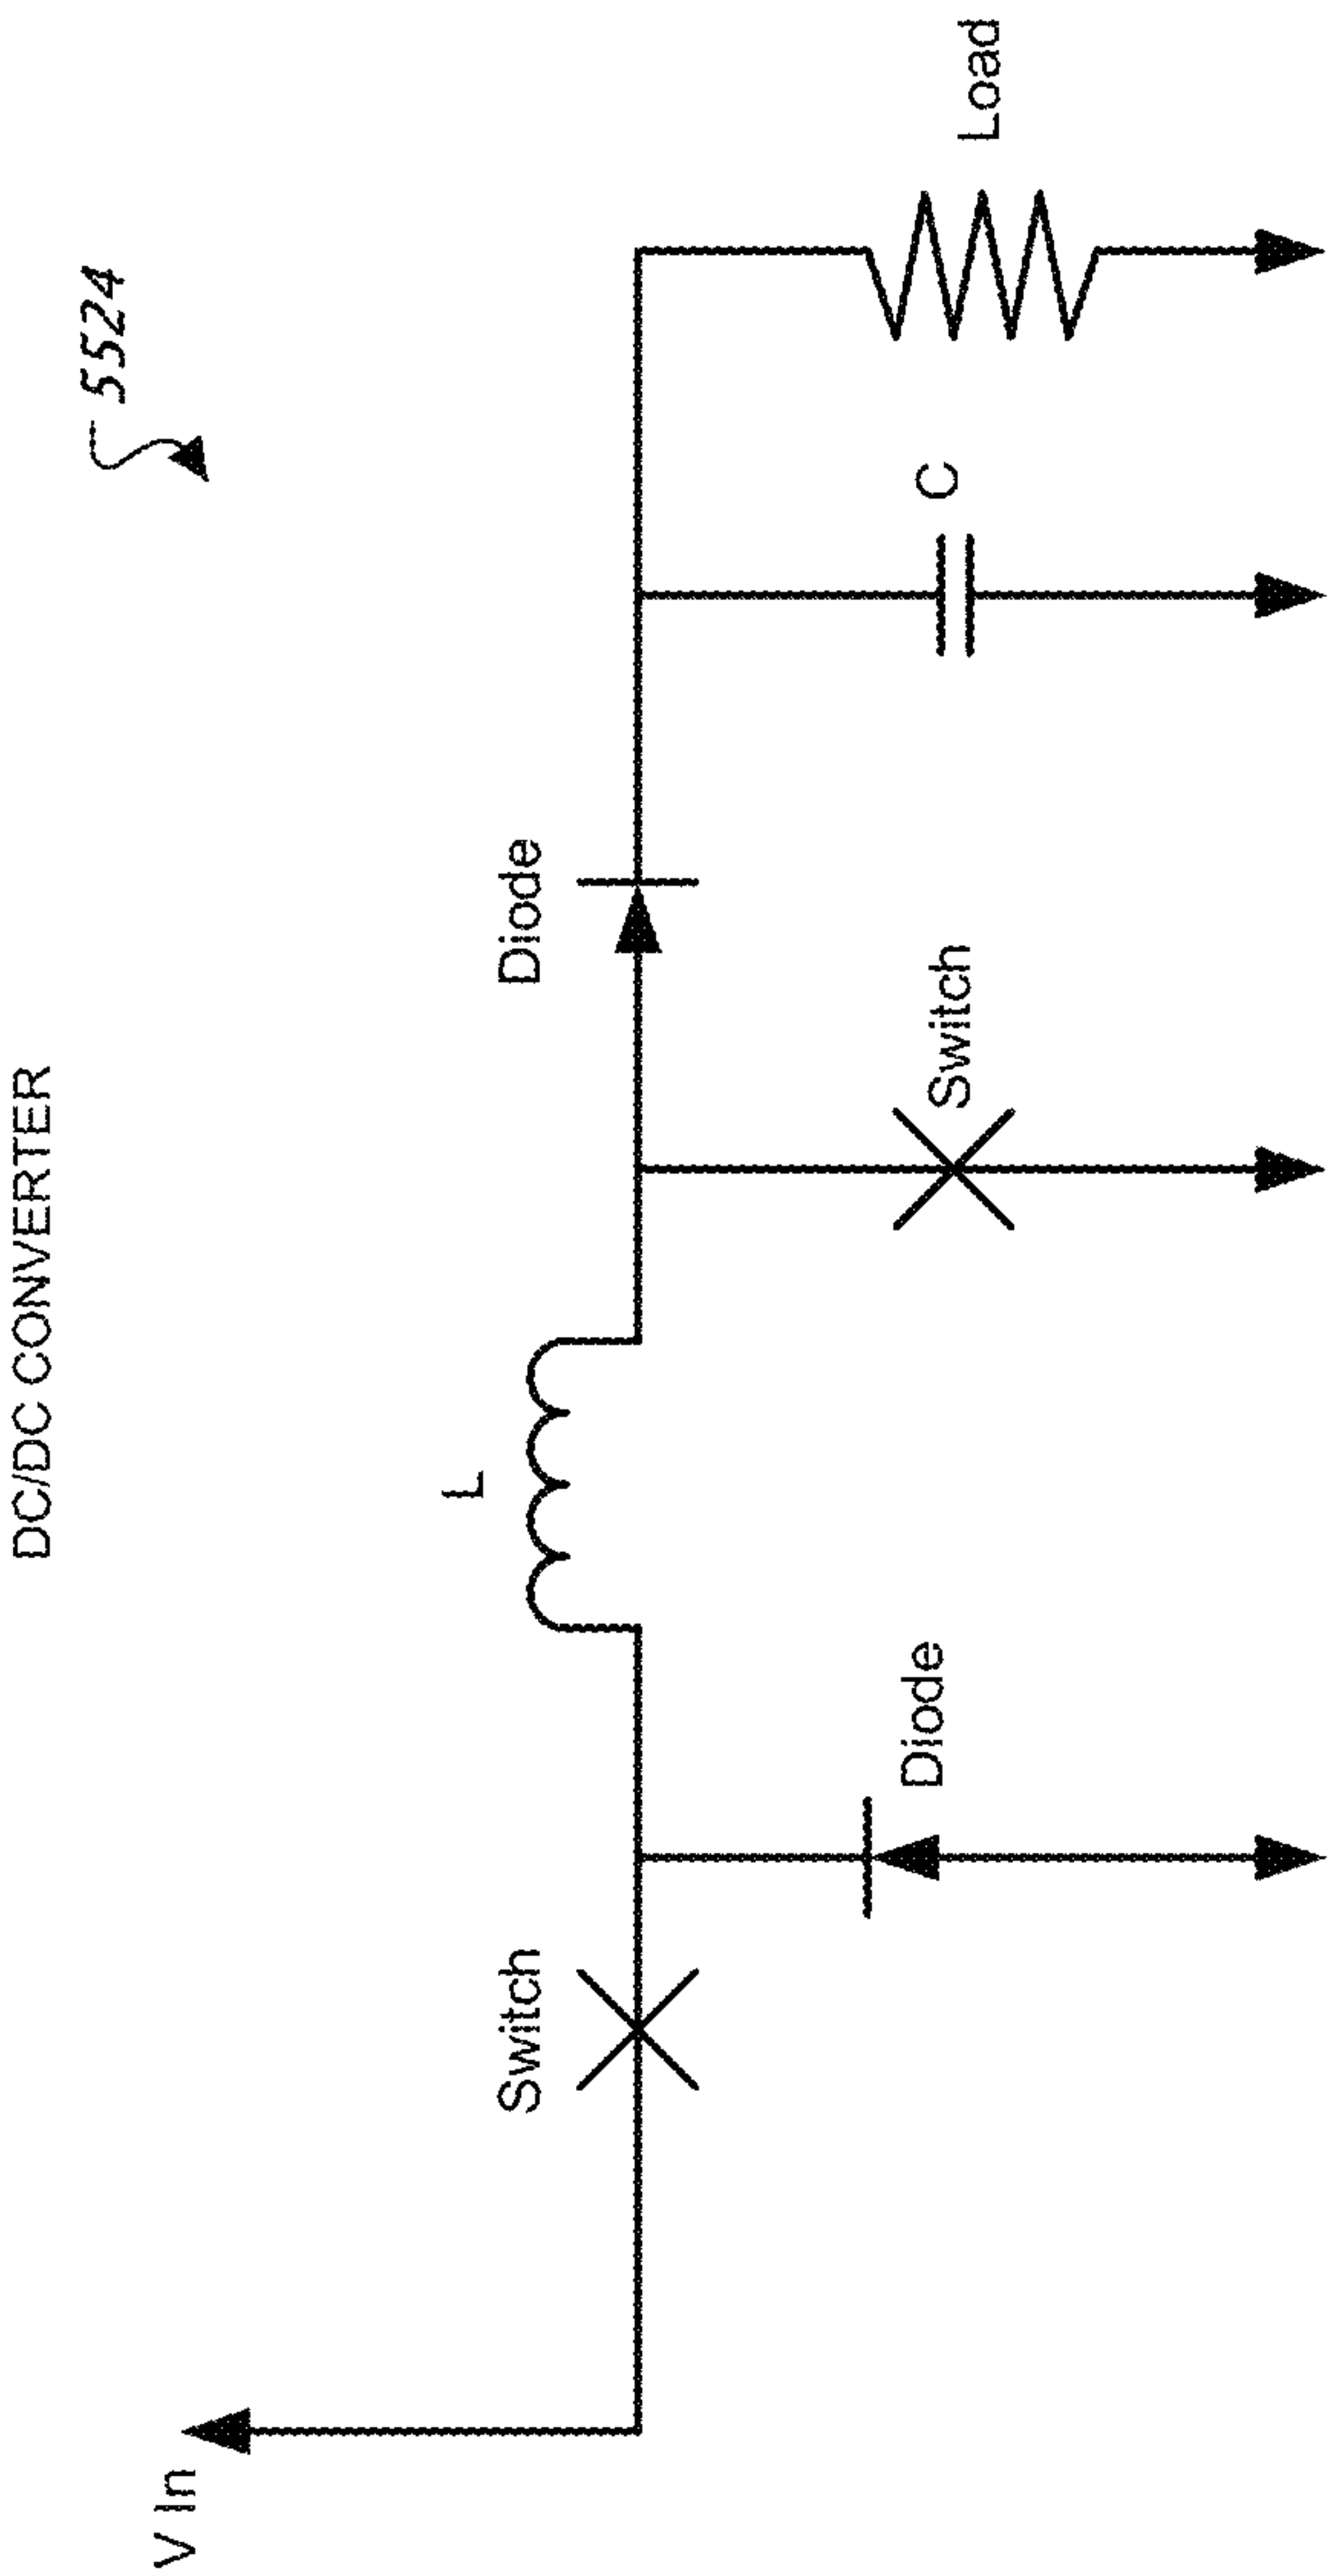 DC/DC CONVERTER
5524
V In
Switch
Diode
L
Switch
Diode
C
Load